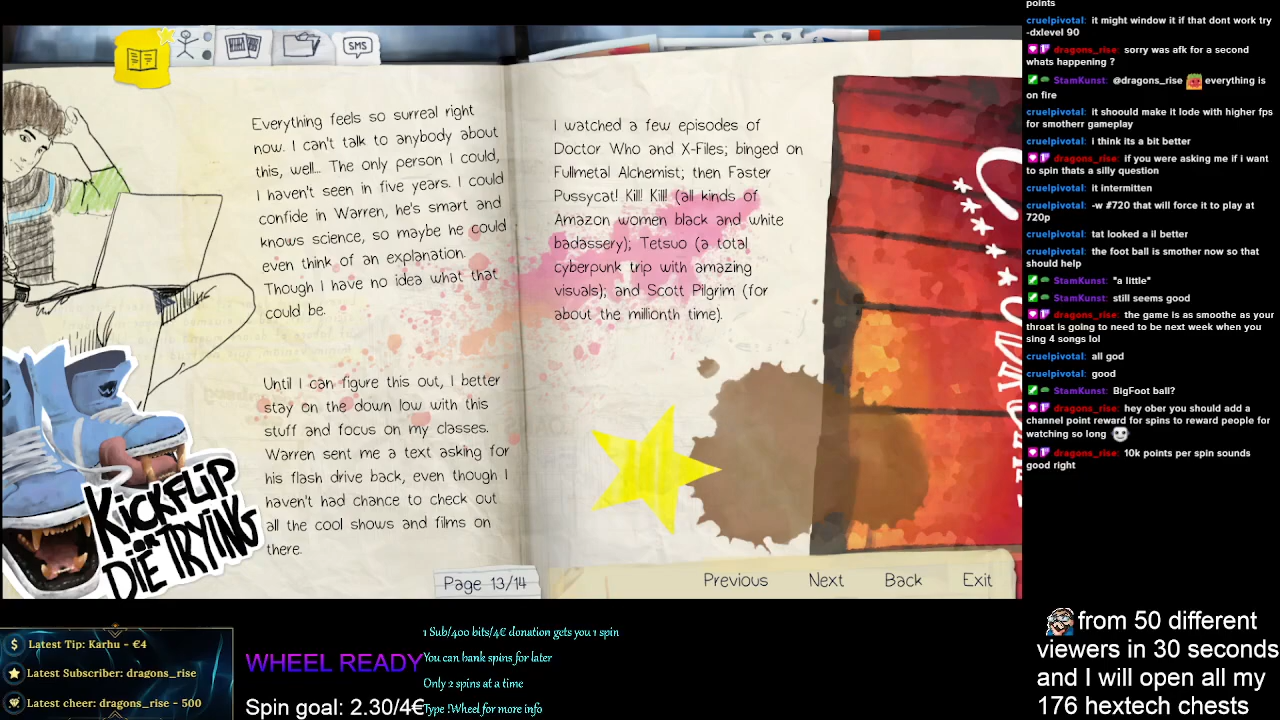 SMS
Everything feels so surreal right
now. I can't talk to anybody about
this, well... The only person I could,
I haven't seen in five years. I could
confide in Warren, he's smart and
knows science, so maybe he could
even think of an explanation.
Though I have no idea what that
could be.
Until I can figure this out, I better
stay on the down low with this
stuff and focus on my classes.
Warren sent me a text asking for
his flash drive back, even though I
haven't had chance to check out
all the cool shows and films on
there.
KICKFLIP
OR
DIE TRYING
Page 13/14
I watched a few episodes of
Doctor Who and X-Files; binged on
Fullmetal Alchemist; then Faster
Pussycat! Kill! Kill! (all kinds of
Amazon women black and white
badassery); Tetsuo (a total
cyberpunk trip with amazing
visuals); and Scott Pilgrim (for
about the millionth time).
Previous Next Back Exit
points
cruelpivotal: it might window it if that dont work try
-dxlevel 90
dragons_rise: sorry was afk for a second
whats happening ?
StamKunst: @dragons_rise everything is
on fire
cruelpivotal: it shoould make it lode with higher fps
for smotherr gameplay
cruelpivotal: i think its a bit better
dragons_rise: if you were asking me if i want
to spin thats a silly question
cruelpivotal: it intermitten
cruelpivotal: -w #720 that will force it to play at
720p
cruelpivotal: tat looked a il better
cruelpivotal: the foot ball is smother now so that
should help
StamKunst: "a little"
StamKunst: still seems good
dragons_rise: the game is as smoothe as your
throat is going to need to be next week when you
sing 4 songs lol
cruelpivotal: all god
cruelpivotal: good
StamKunst: BigFoot ball?
dragons_rise: hey ober you should add a
channel point reward for spins to reward people for
watching so long
dragons_rise: 10k points per spin sounds
good right
Latest Tip: Karhu - €4
Latest Subscriber: dragons_rise
Latest cheer: dragons_rise - 500
WHEEL READY
Spin goal: 2.30/4€
1 Sub/400 bits/4€ donation gets you 1 spin
You can bank spins for later
Only 2 spins at a time
Type !Wheel for more info
from 50 different
viewers in 30 seconds
and I will open all my
176 hextech chests